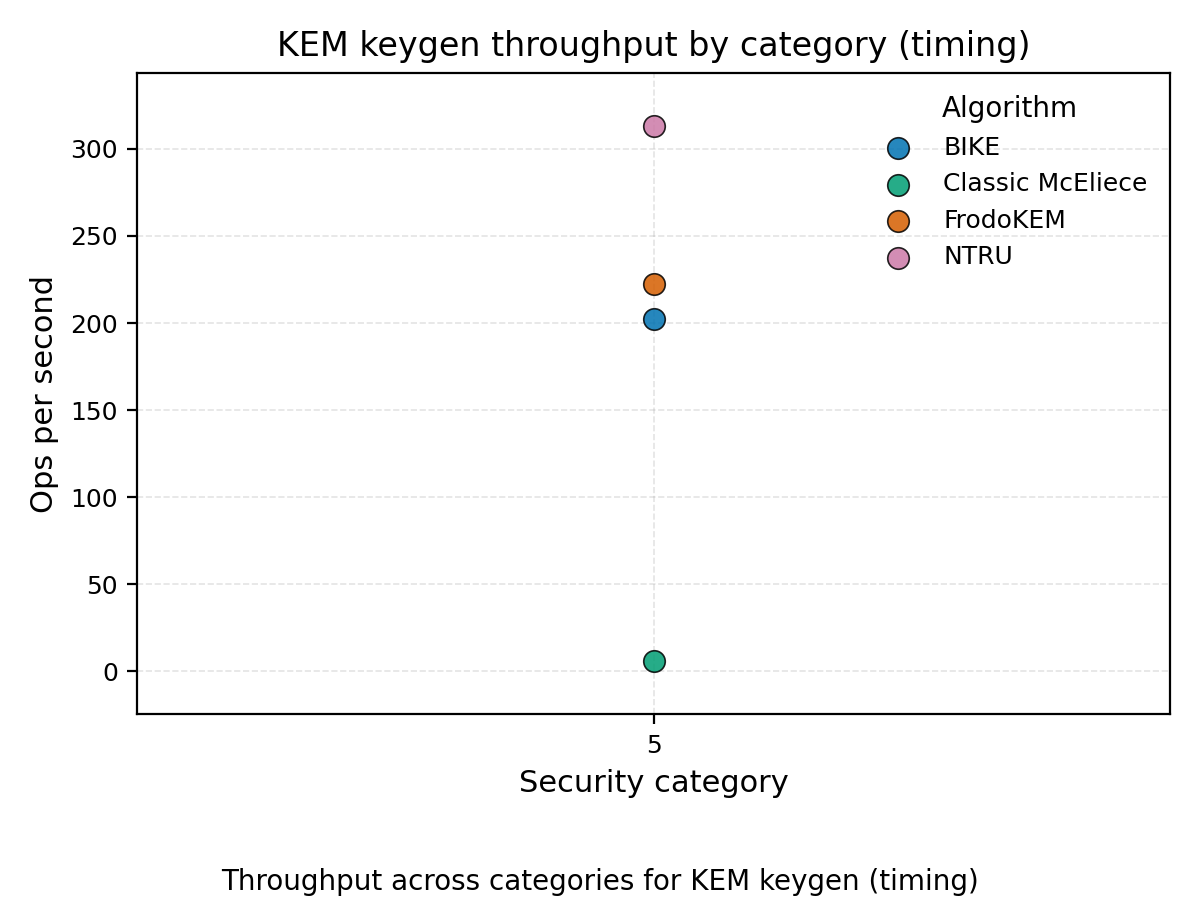 KEM keygen throughput by category (timing)
Algorithm
BIKE
Classic McEliece
FrodoKEM
NTRU
Ops per second
300
250
200
150
100
50
0
5
Security category
Throughput across categories for KEM keygen (timing)